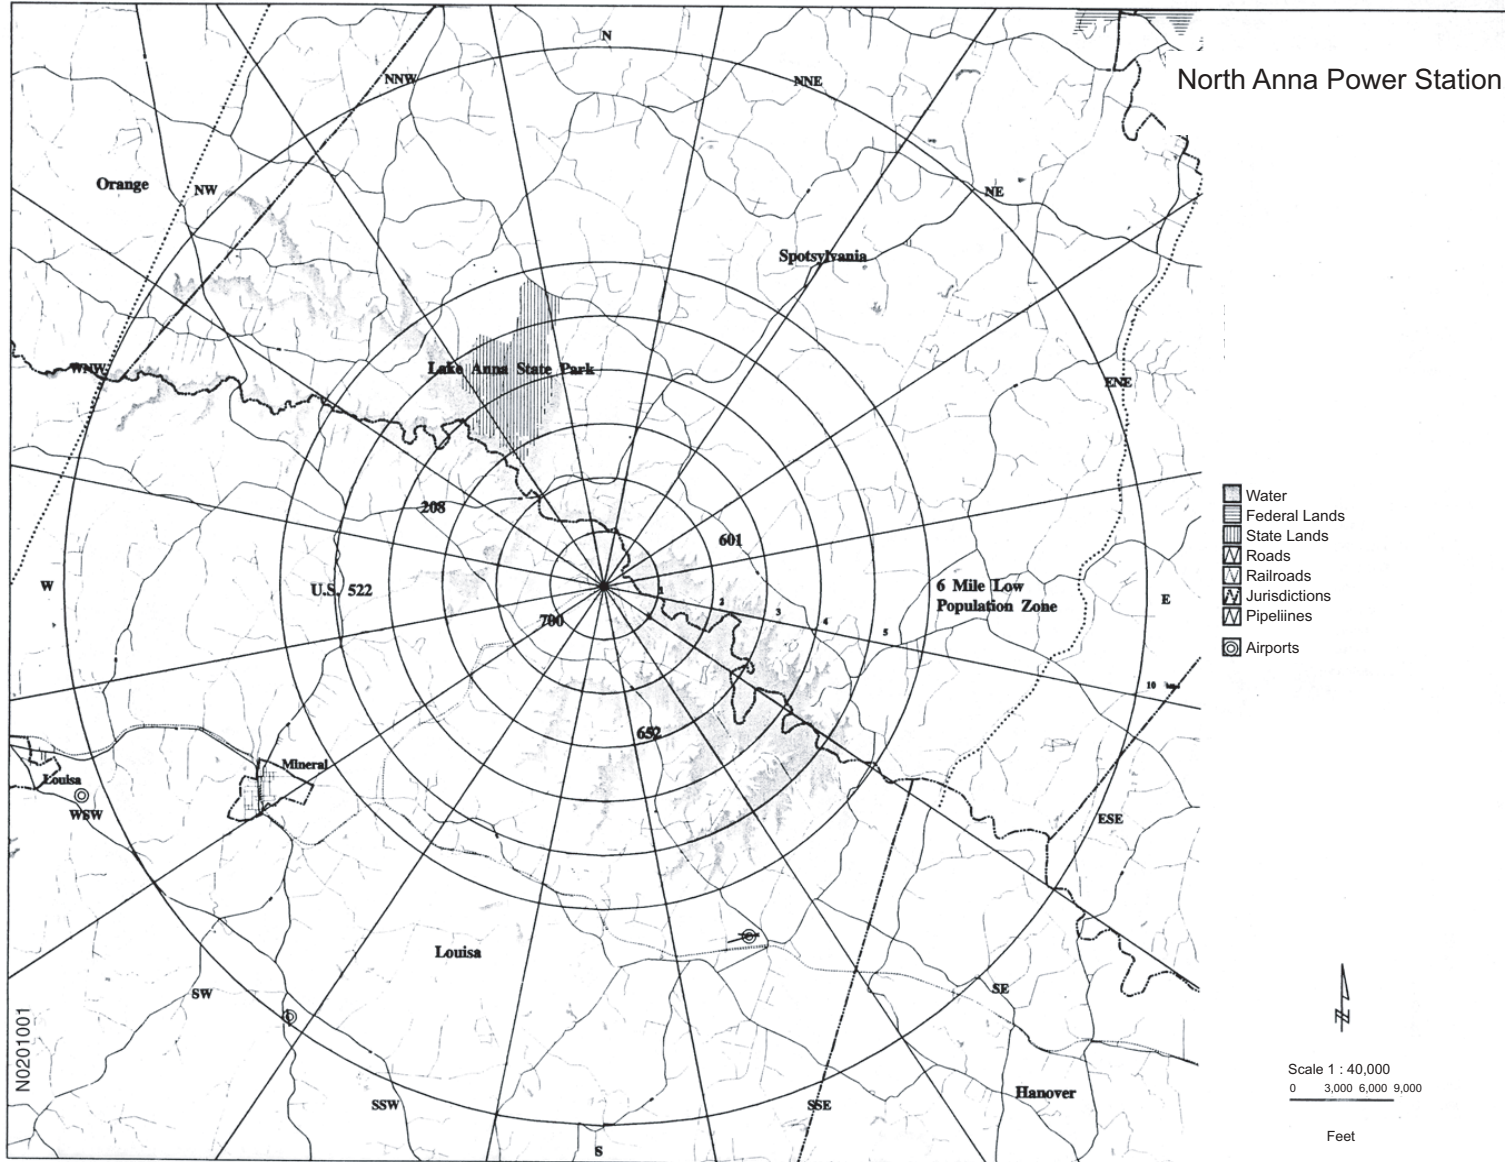 N
NNW
NNE
North Anna Power Station
Orange
NW
NE
Spotsylvania
WNW
Lake Anna State Park
ENE
208
601
W
U.S. 522
6 Mile Low
Population Zone
E
1
2
3
4
5
10
700
652
Water
Federal Lands
State Lands
Roads
Railroads
Jurisdictions
Pipeliines
Airports
Mineral
Louisa
WSW
ESE
Louisa
SW
SE
N0201001
N
Scale 1 : 40,000
0 3,000 6,000 9,000
Feet
Hanover
SSW
SSE
S